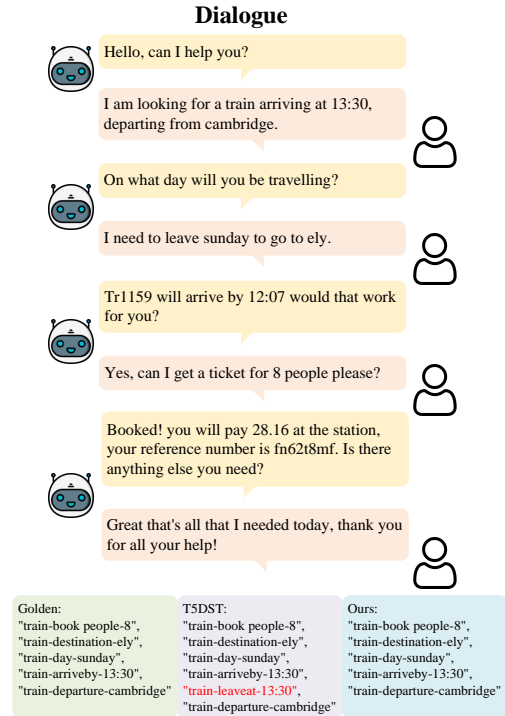 Dialogue
Hello, can I help you?
I am looking for a train arriving at 13:30,
departing from cambridge.
On what day will you be travelling?
I need to leave sunday to go to ely.
Tr1159 will arrive by 12:07 would that work
for you?
Yes, can I get a ticket for 8 people please?
Booked! you will pay 28.16 at the station,
your reference number is fn62t8mf. Is there
anything else you need?
Great that's all that I needed today, thank you
for all your help!
Golden:
"train-book people-8",
"train-destination-ely",
"train-day-sunday",
"train-arriveby-13:30",
"train-departure-cambridge"
T5DST:
"train-book people-8",
"train-destination-ely",
"train-day-sunday",
"train-arriveby-13:30",
"train-leaveat-13:30",
"train-departure-cambridge"
Ours:
"train-book people-8",
"train-destination-ely",
"train-day-sunday",
"train-arriveby-13:30",
"train-departure-cambridge"